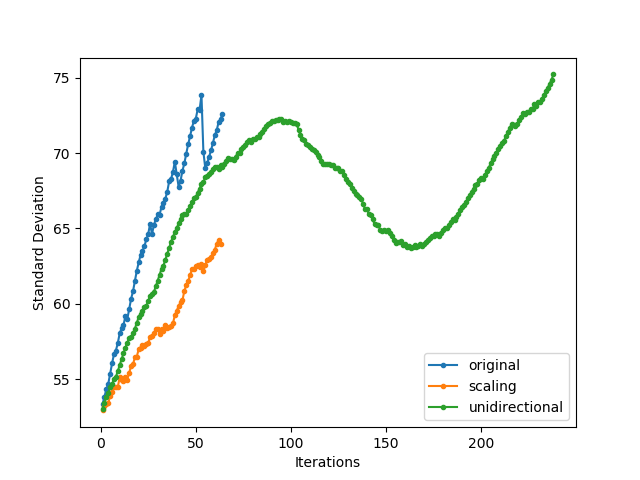 75
70
65
60
55
Standard Deviation
0 50 100 150 200
Iterations
original
scaling
unidirectional